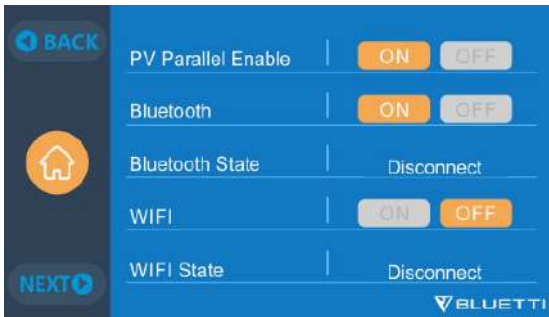 BACK
PV Parallel Enable ON OFF
Bluetooth ON OFF
Bluetooth State Disconnect
WIFI ON OFF
WIFI State Disconnect
NEXT
BLUETTI